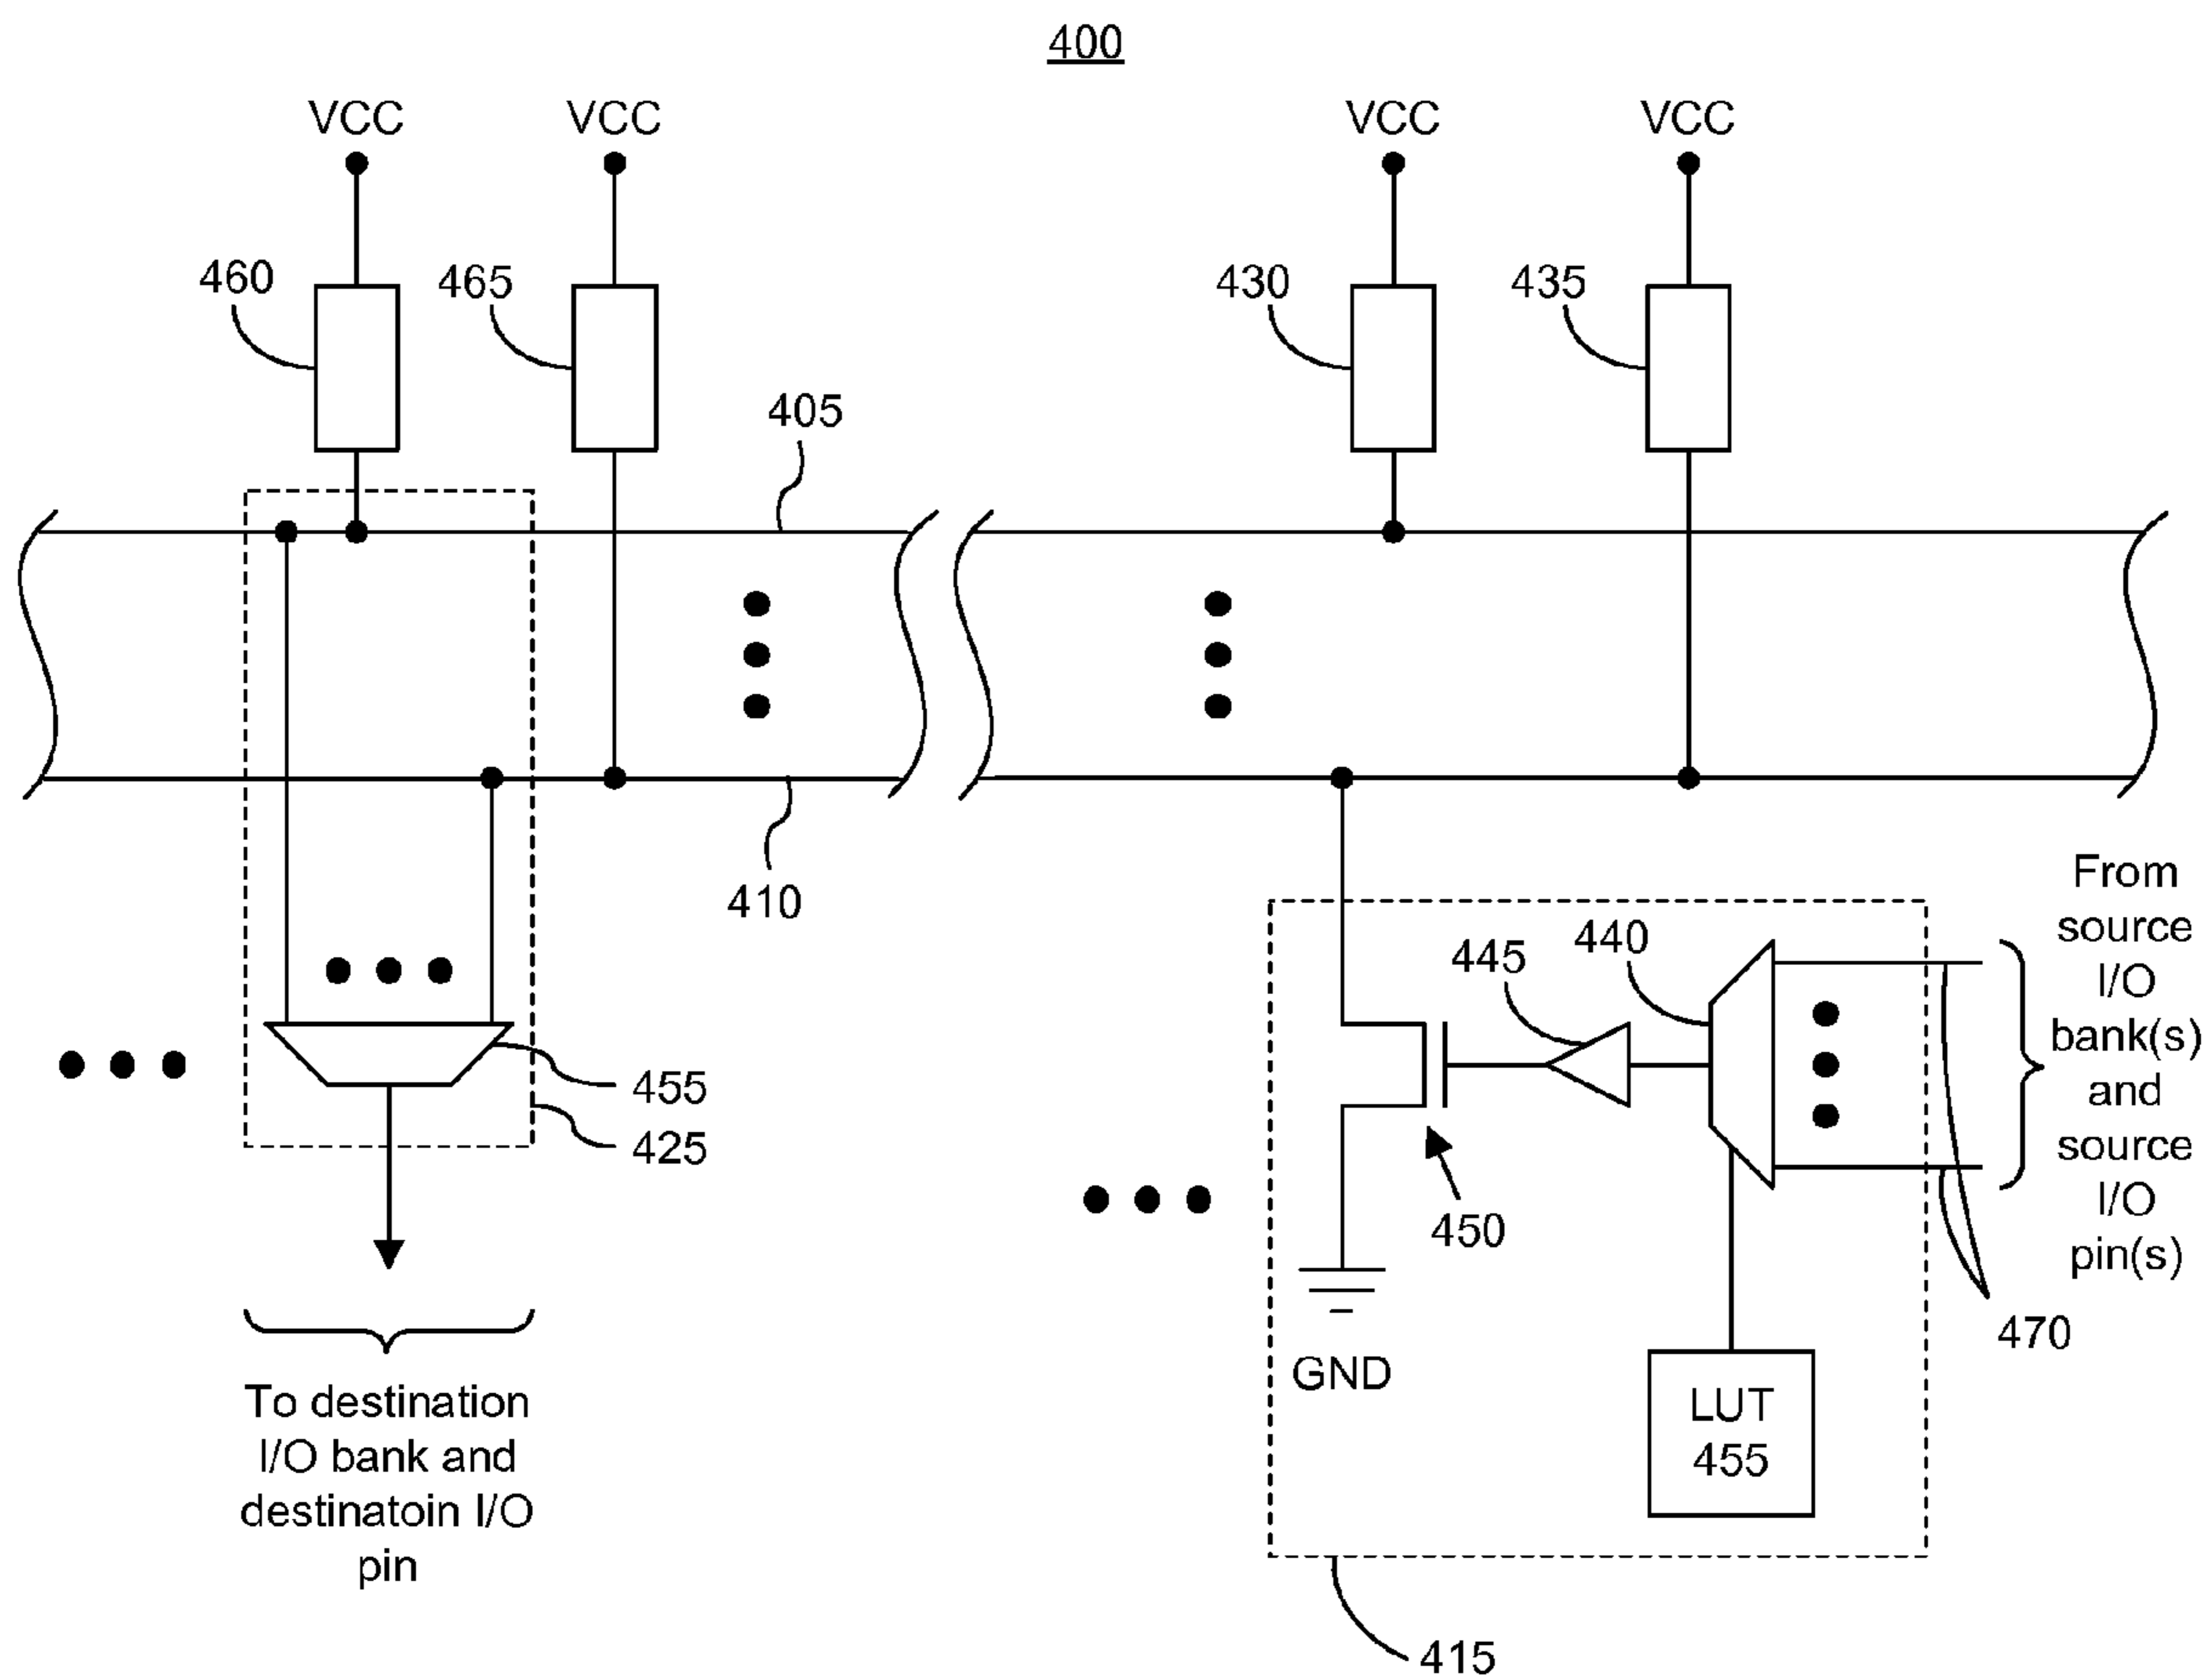 400
VCC
VCC
VCC
VCC
460
465
430
435
405
410
From
source
I/O
bank(s)
and
source
I/O
pin(s)
445
440
455
425
450
470
GND
LUT
455
To destination
I/O bank and
destinatoin I/O
pin
415